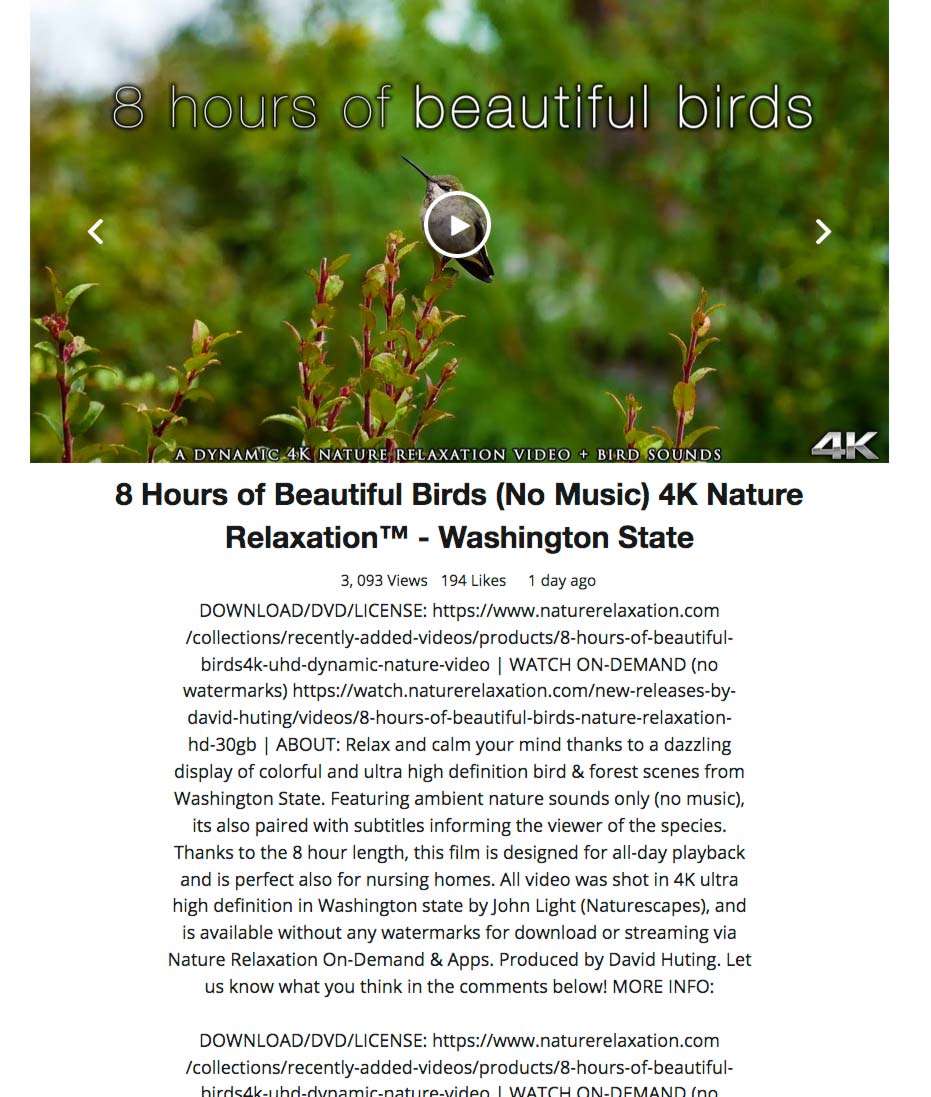 8 hours of beautiful birds
A DYNAMIC 4K NATURE RELAXATION VIDEO + BIRD SOUNDS
4K
8 Hours of Beautiful Birds (No Music) 4K Nature
Relaxation™ - Washington State
3, 093 Views 194 Likes 1 day ago
DOWNLOAD/DVD/LICENSE: https://www.naturerelaxation.com
/collections/recently-added-videos/products/8-hours-of-beautiful-
birds4k-uhd-dynamic-nature-video | WATCH ON-DEMAND (no
watermarks) https://watch.naturerelaxation.com/new-releases-by-
david-huting/videos/8-hours-of-beautiful-birds-nature-relaxation-
hd-30gb | ABOUT: Relax and calm your mind thanks to a dazzling
display of colorful and ultra high definition bird & forest scenes from
Washington State. Featuring ambient nature sounds only (no music),
its also paired with subtitles informing the viewer of the species.
Thanks to the 8 hour length, this film is designed for all-day playback
and is perfect also for nursing homes. All video was shot in 4K ultra
high definition in Washington state by John Light (Naturescapes), and
is available without any watermarks for download or streaming via
Nature Relaxation On-Demand & Apps. Produced by David Huting. Let
us know what you think in the comments below! MORE INFO:
DOWNLOAD/DVD/LICENSE: https://www.naturerelaxation.com
/collections/recently-added-videos/products/8-hours-of-beautiful-
birds4k-uhd-dynamic-nature-video | WATCH ON-DEMAND (no